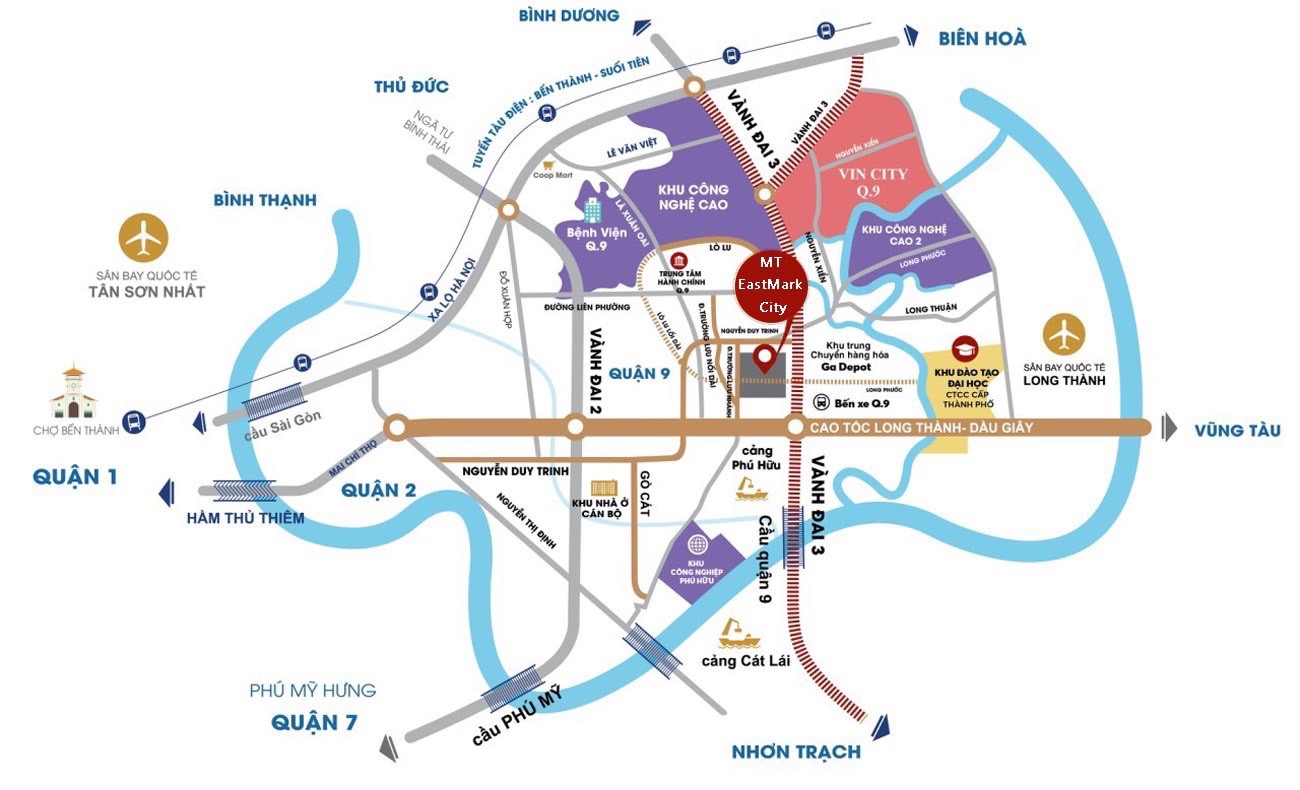 BÌNH DƯƠNG
BIÊN HOÀ
THỦ ĐỨC
NGÃ TƯ
BÌNH THÁI
TUYẾN TÀU ĐIỆN : BẾN THÀNH - SUỐI TIÊN
VÀNH ĐAI 3
VÀNH ĐAI 3
LÊ VĂN VIỆT
Coop Mart
NGUYỄN XIỂN
VIN CITY
Q.9
BÌNH THẠNH
KHU CÔNG
NGHỆ CAO
LÃ XUÂN OAI
Bệnh Viện
Q.9
KHU CÔNG NGHỆ
CAO 2
LONG PHƯỚC
SÂN BAY QUỐC TẾ
TÂN SƠN NHẤT
XA LỘ HÀ NỘI
ĐỖ XUÂN HỢP
LÒ LU
TRUNG TÂM
HÀNH CHÍNH
Q.9
MT
EastMark
City
NGUYỄN XIỂN
ĐƯỜNG LIÊN PHƯỜNG
LONG THUẬN
LÒ LU NỐI DÀI
Đ.TRƯỜNG LƯU NỐI DÀI
NGUYỄN DUY TRINH
Đ.TRƯỜNG LƯU NHÁNH
Khu trung
Chuyển hàng hóa
Ga Depot
KHU ĐÀO TẠO
ĐẠI HỌC
CTCC CẤP
THÀNH PHỐ
SÂN BAY QUỐC TẾ
LONG THÀNH
QUẬN 9
VÀNH ĐAI 2
LONG PHƯỚC
Bến xe Q.9
CHỢ BẾN THÀNH
cầu Sài Gòn
CAO TỐC LONG THÀNH- DẦU GIÂY
VŨNG TÀU
QUẬN 1
MAI CHÍ THỌ
QUẬN 2
NGUYỄN DUY TRINH
cảng
Phú Hữu
VÀNH ĐAI 3
HẦM THỦ THIÊM
NGUYỄN THỊ ĐỊNH
KHU NHÀ Ở
CÁN BỘ
GÒ CÁT
Cầu quận 9
KHU
CÔNG NGHIỆP
PHÚ HỮU
cảng Cát Lái
PHÚ MỸ HƯNG
QUẬN 7
cầu PHÚ MỸ
NHƠN TRẠCH